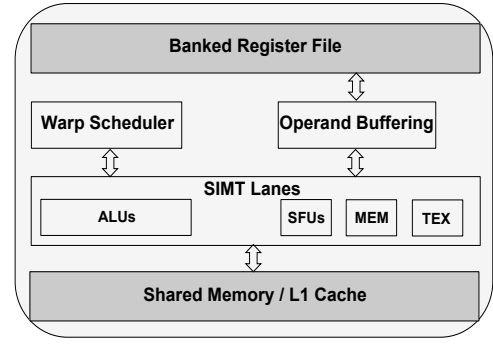 Banked Register File
Warp Scheduler
Operand Buffering
SIMT Lanes
ALUs
SFUs
MEM
TEX
Shared Memory / L1 Cache